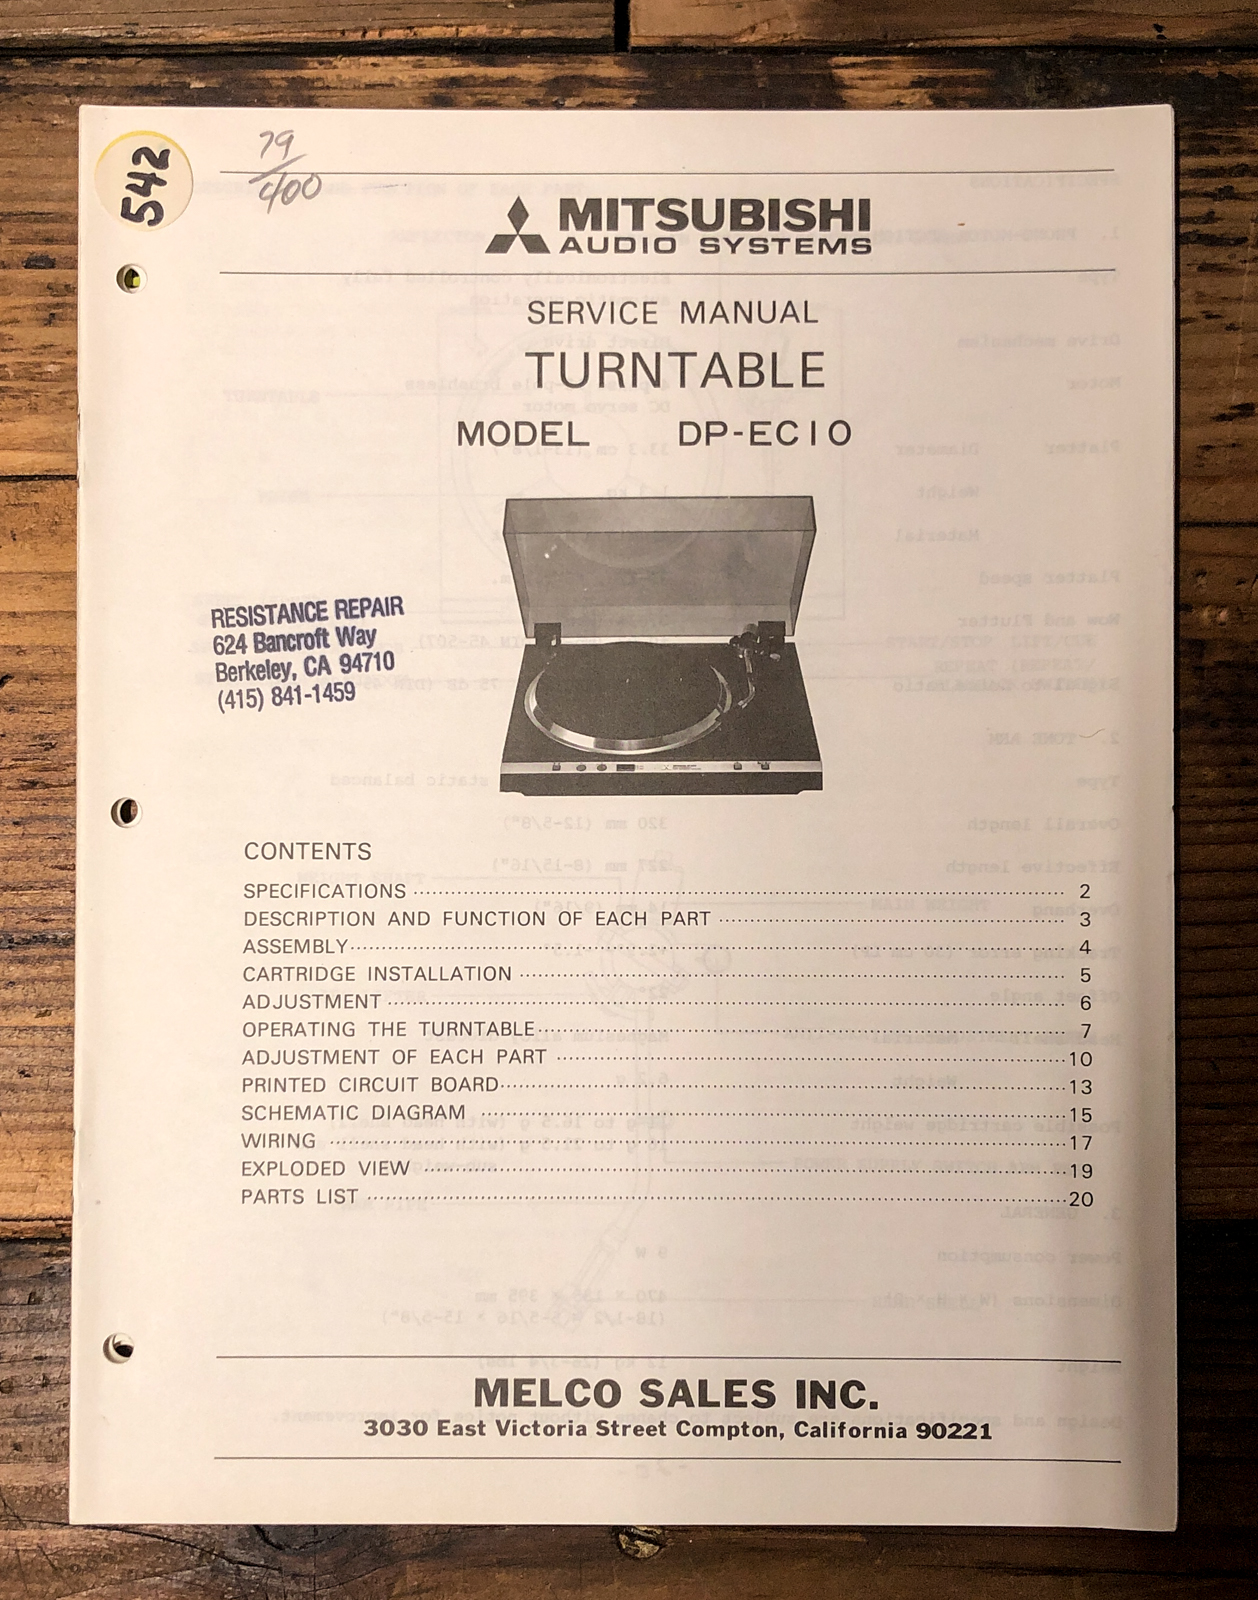 542
79/400
MITSUBISHI
AUDIO SYSTEMS
SERVICE MANUAL
TURNTABLE
MODEL DP-EC10
RESISTANCE REPAIR
624 Bancroft Way
Berkeley, CA 94710
(415) 841-1459
CONTENTS
SPECIFICATIONS 2
DESCRIPTION AND FUNCTION OF EACH PART 3
ASSEMBLY 4
CARTRIDGE INSTALLATION 5
ADJUSTMENT 6
OPERATING THE TURNTABLE 7
ADJUSTMENT OF EACH PART 10
PRINTED CIRCUIT BOARD 13
SCHEMATIC DIAGRAM 15
WIRING 17
EXPLODED VIEW 19
PARTS LIST 20
MELCO SALES INC.
3030 East Victoria Street Compton, California 90221